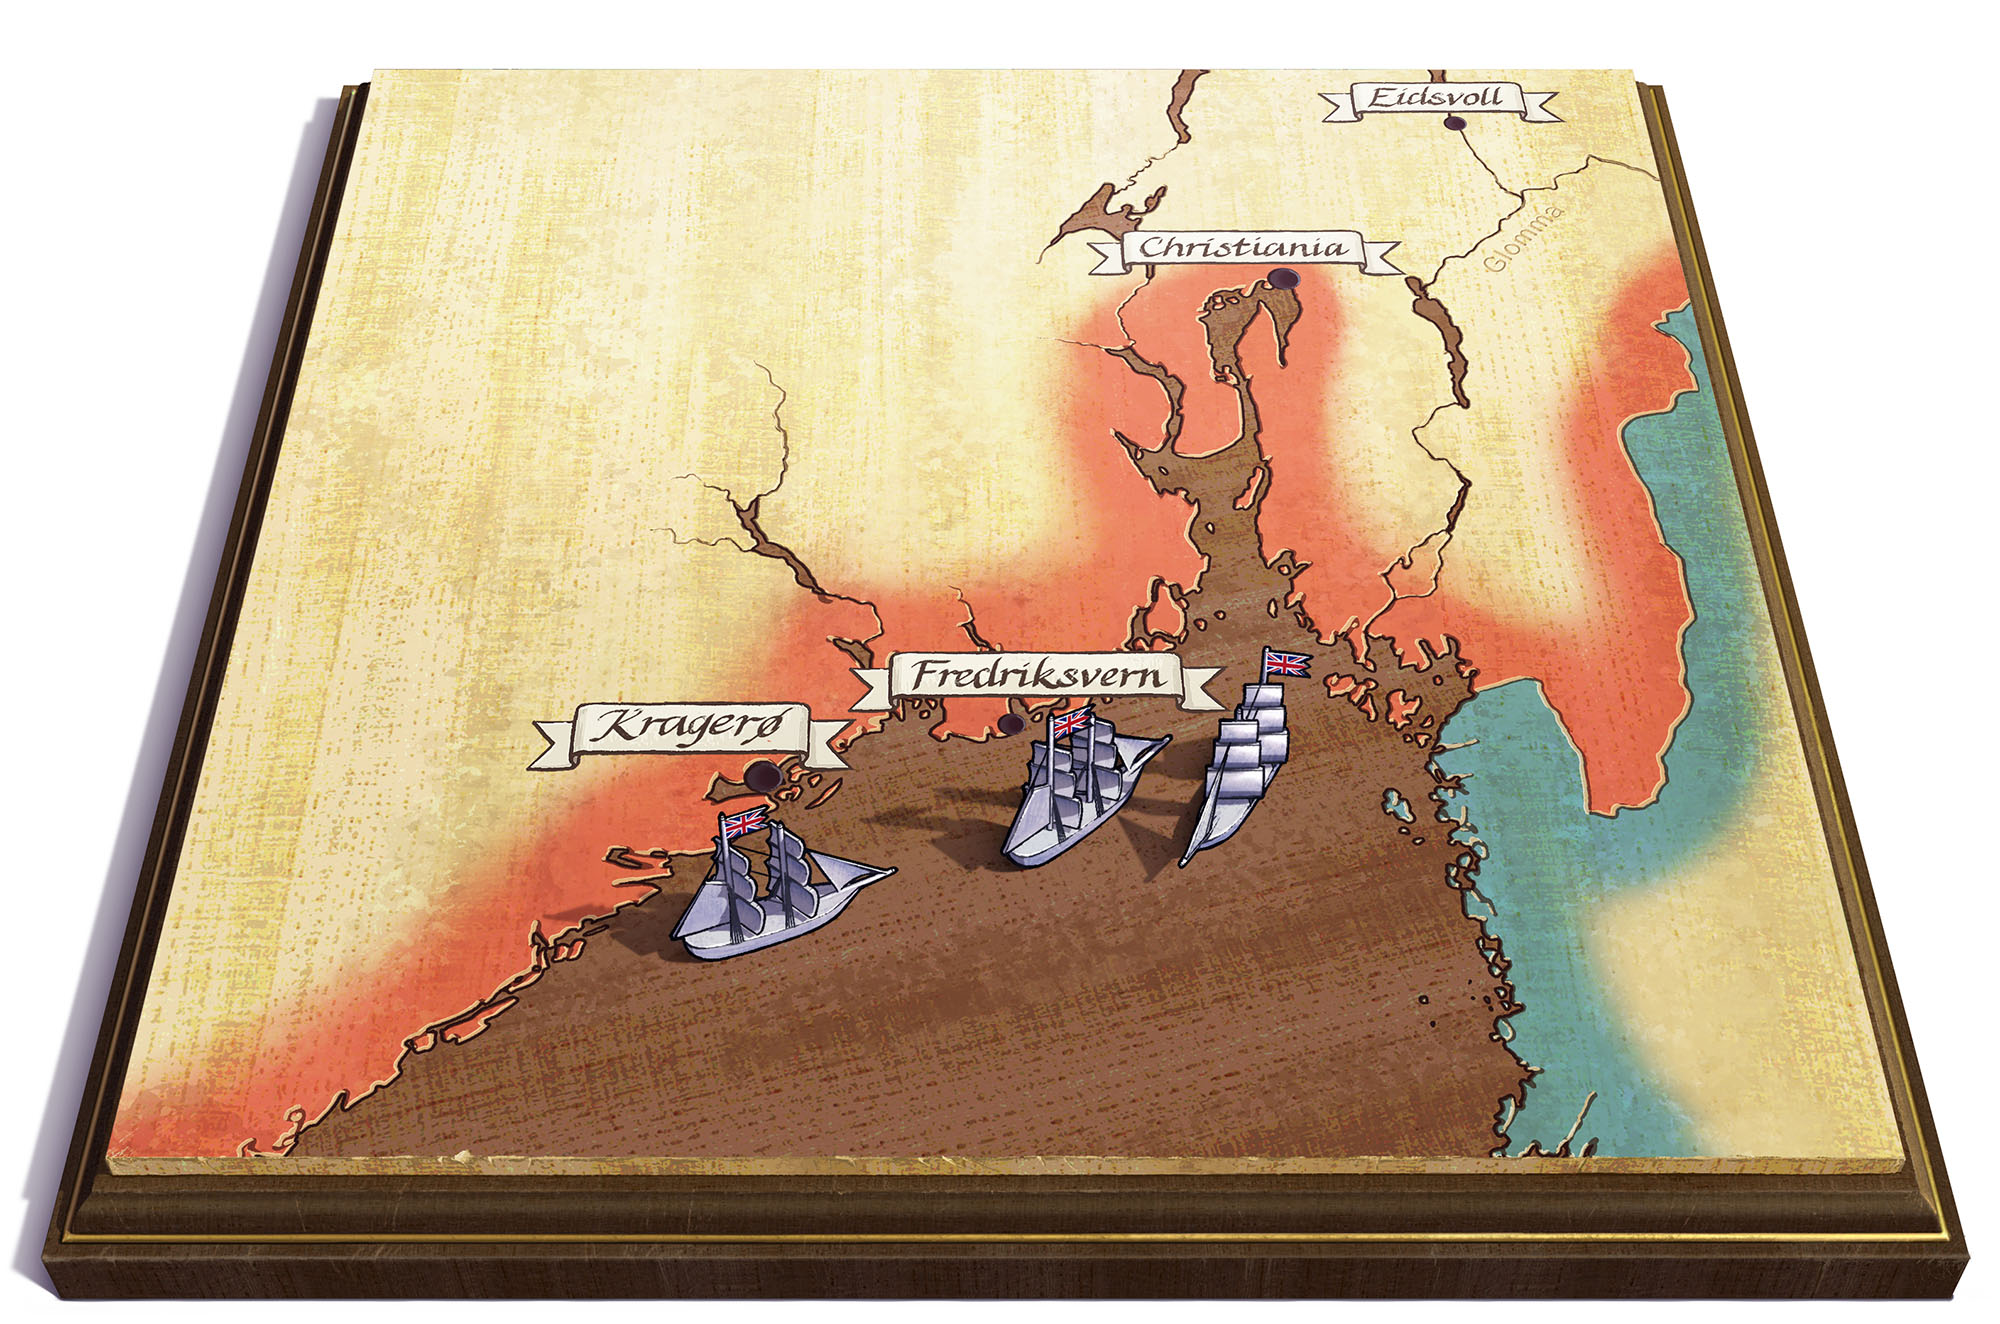 Eidsvoll
Glomma
Christiania
Fredriksvern
Kragerø